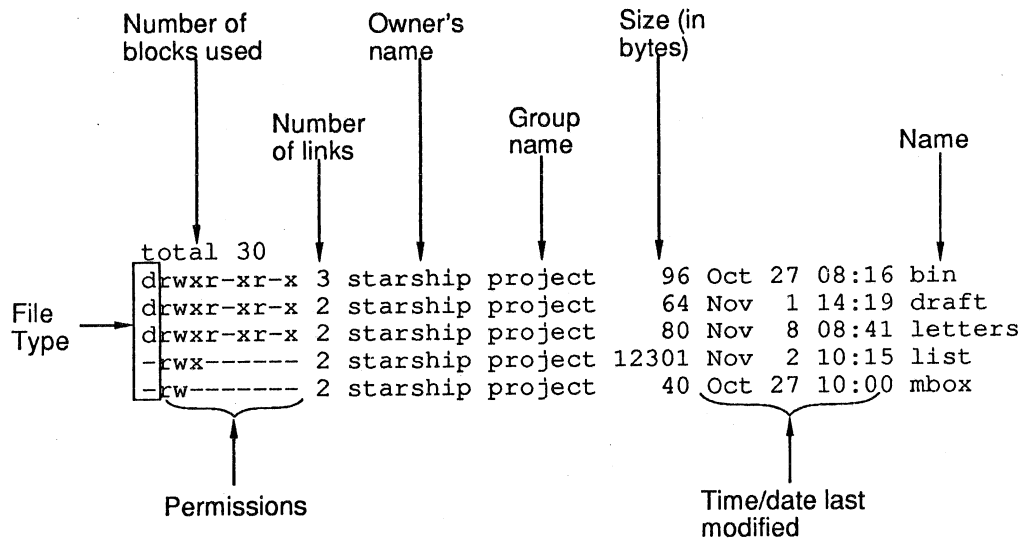 Number of
blocks used
Owner's
name
Size (in
bytes)
Number
of links
Group
name
Name
total 30
drwxr-xr-x 3 starship project 96 Oct 27 08:16 bin
drwxr-xr-x 2 starship project 64 Nov 1 14:19 draft
drwxr-xr-x 2 starship project 80 Nov 8 08:41 letters
-rwx------ 2 starship project 12301 Nov 2 10:15 list
-rw------- 2 starship project 40 Oct 27 10:00 mbox
File
Type
Permissions
Time/date last
modified